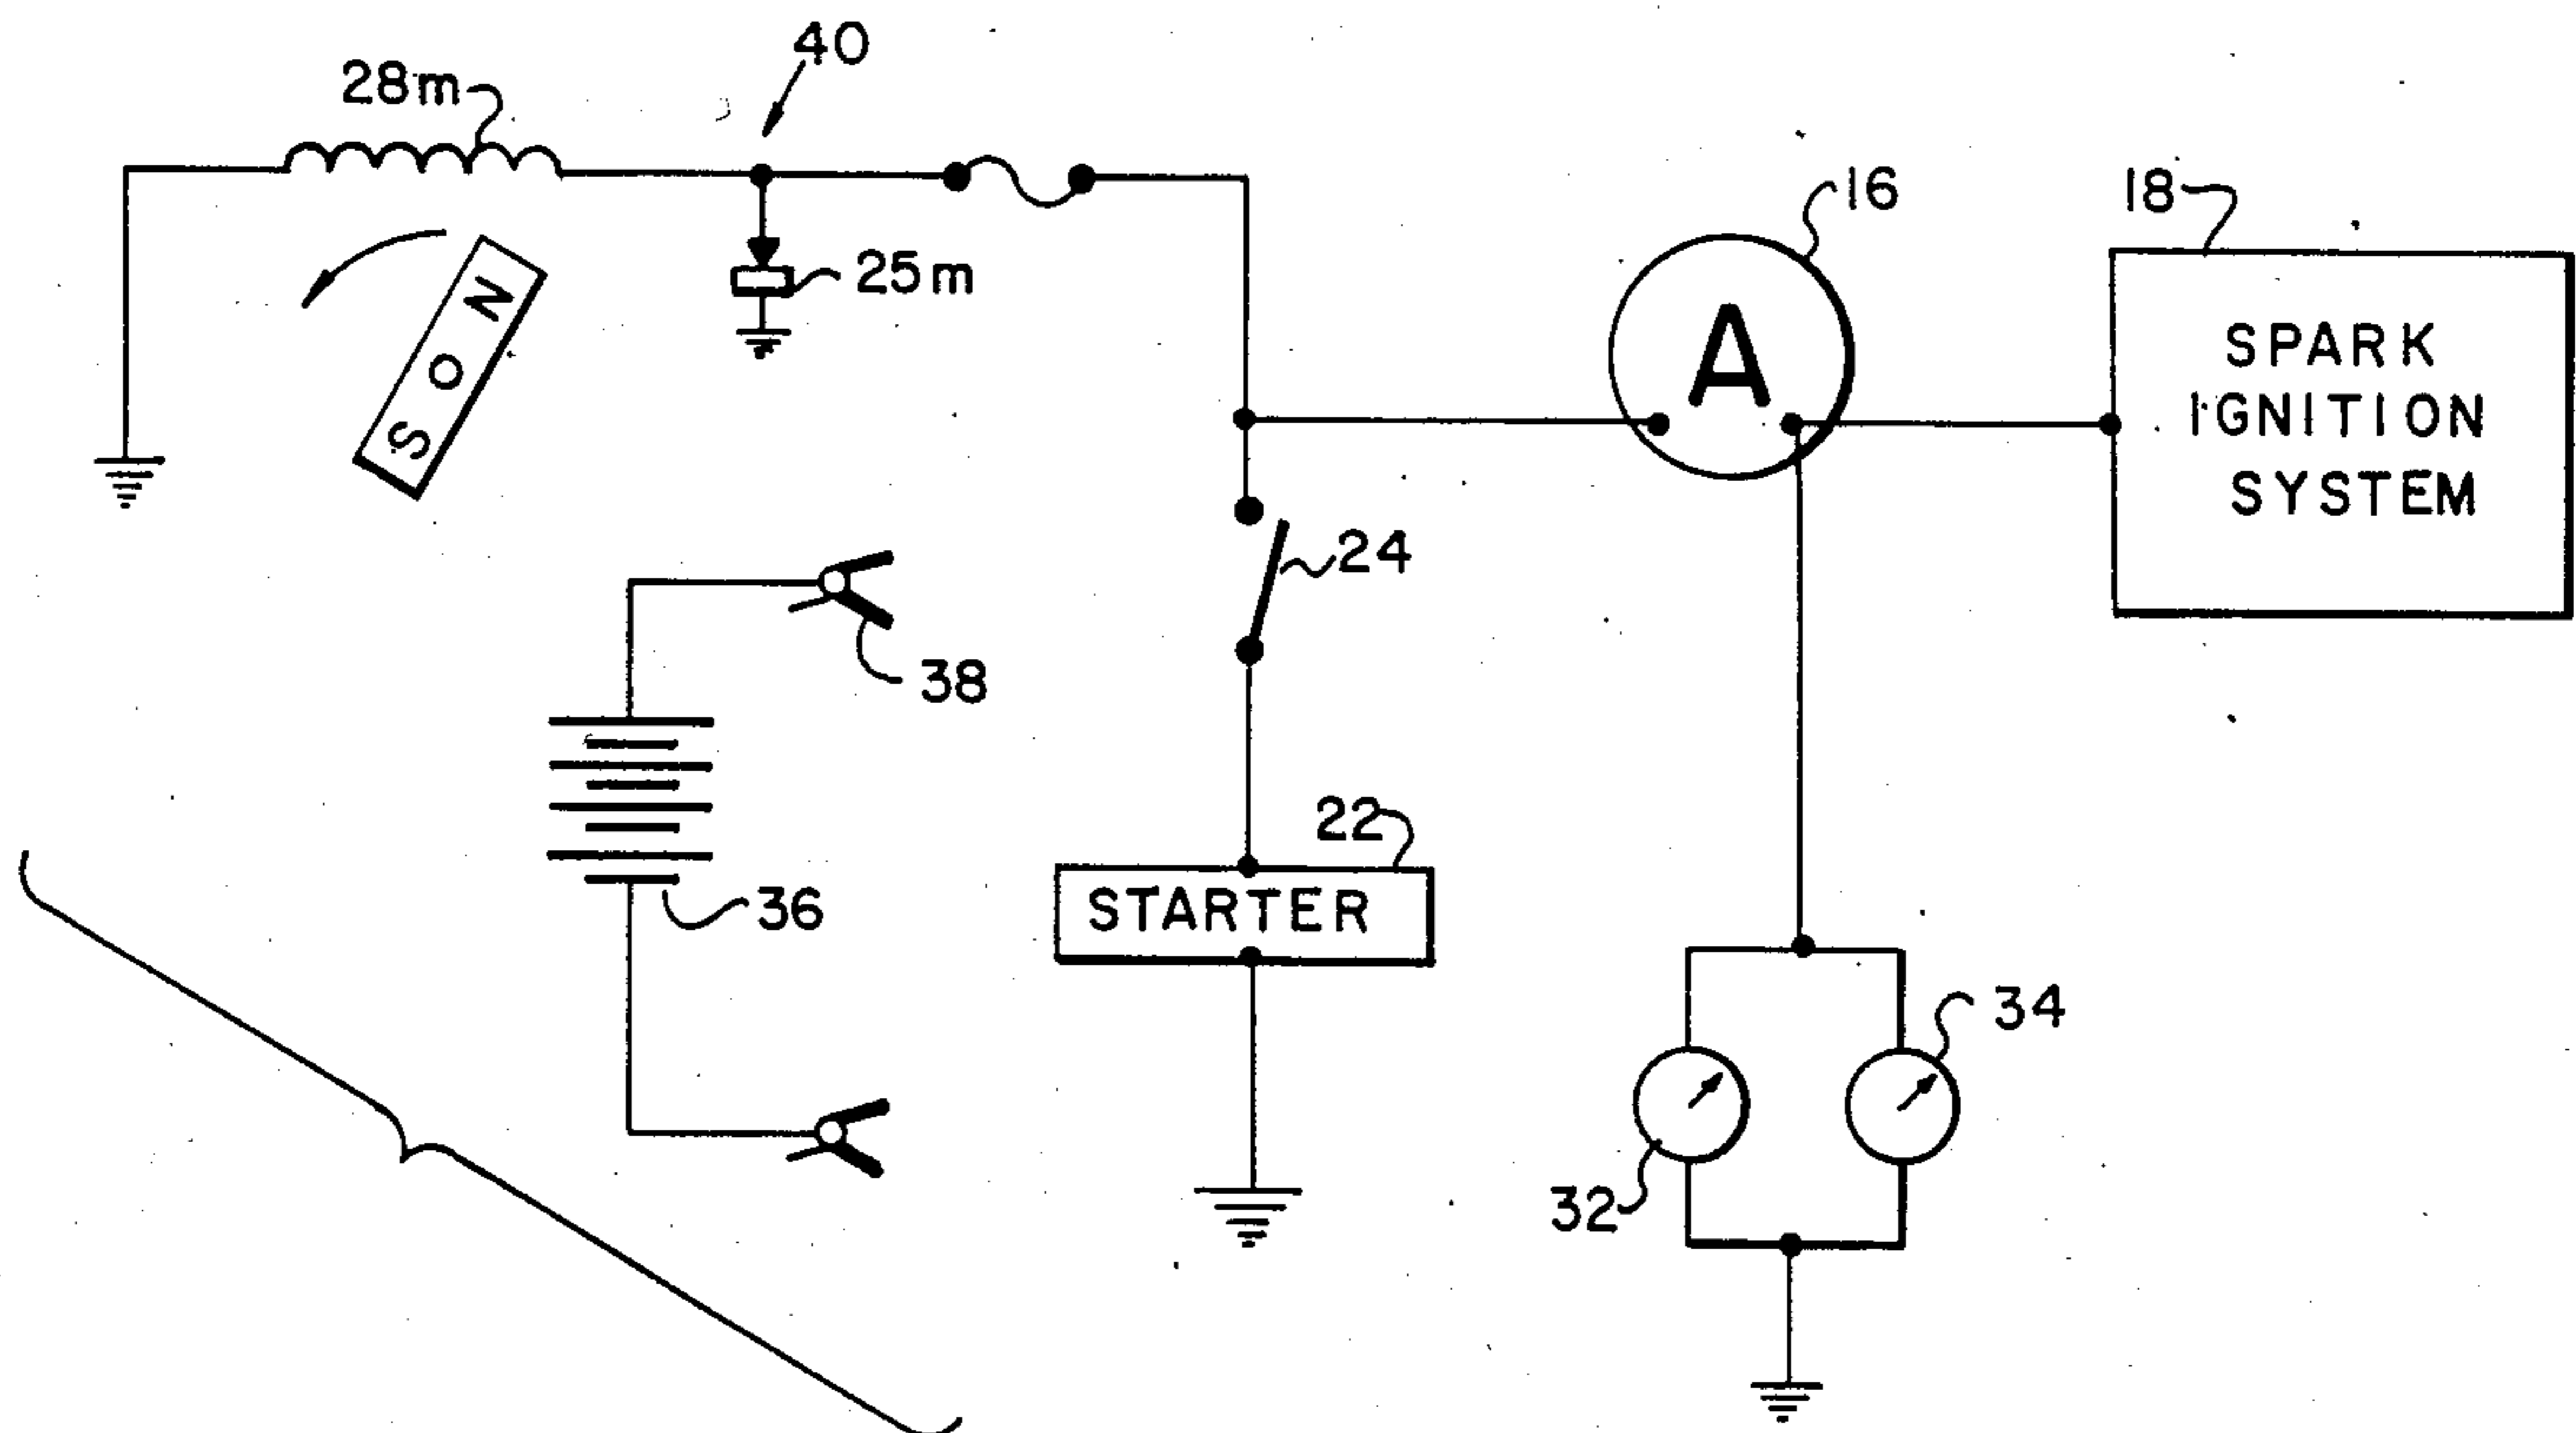 40
28m
16
18
25m
N
O
S
A
SPARK
IGNITION
SYSTEM
24
38
22
STARTER
36
34
32